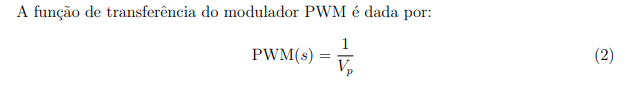 A função de transferência do modulador PWM é dada por:
PWM(s) = 1/V_p (2)